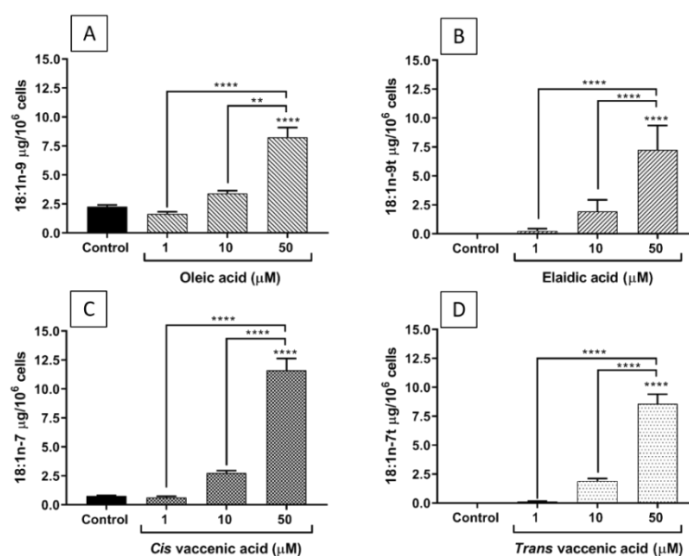 A
18:1n-9 µg/10⁶ cells
15.0
12.5
10.0
7.5
5.0
2.5
0.0
****
**
****
Control 1 10 50
Oleic acid (µM)
B
18:1n-9t µg/10⁶ cells
15.0
12.5
10.0
7.5
5.0
2.5
0.0
****
****
****
Control 1 10 50
Elaidic acid (µM)
C
18:1n-7 µg/10⁶ cells
15.0
12.5
10.0
7.5
5.0
2.5
0.0
****
****
****
Control 1 10 50
Cis vaccenic acid (µM)
D
18:1n-7t µg/10⁶ cells
15.0
12.5
10.0
7.5
5.0
2.5
0.0
****
****
****
Control 1 10 50
Trans vaccenic acid (µM)